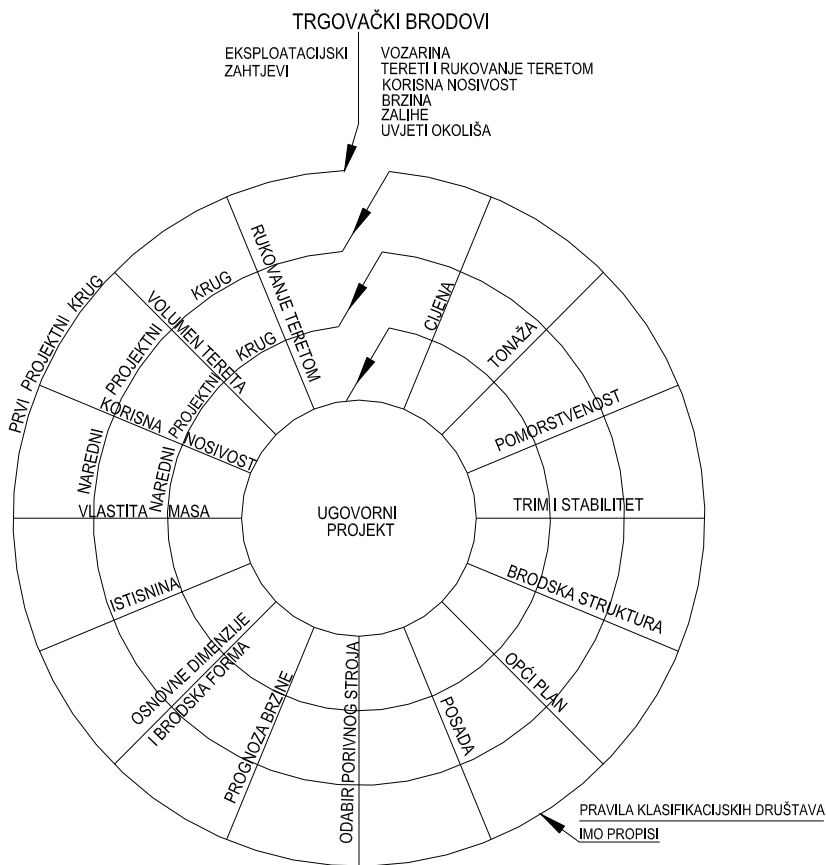 TRGOVAČKI BRODOVI
EKSPLOATACIJSKI
ZAHTJEVI
VOZARINA
TERETI I RUKOVANJE TERETOM
KORISNA NOSIVOST
BRZINA
ZALIHE
UVJETI OKOLIŠA
PRVI PROJEKTNI KRUG
NAREDNI PROJEKTNI KRUG
NAREDNI PROJEKTNI KRUG
RUKOVANJE TERETOM
CIJENA
TONAŽA
POMORSTVENOST
TRIM I STABILITET
BRODSKA STRUKTURA
OPĆI PLAN
POSADA
ODABIR PORIVNOG STROJA
PROGNOZA BRZINE
OSNOVNE DIMENZIJE
I BRODSKA FORMA
ISTISNINA
VLASTITA MASA
KORISNA NOSIVOST
VOLUMEN TERETA
UGOVORNI
PROJEKT
PRAVILA KLASIFIKACIJSKIH DRUŠTAVA
IMO PROPISI